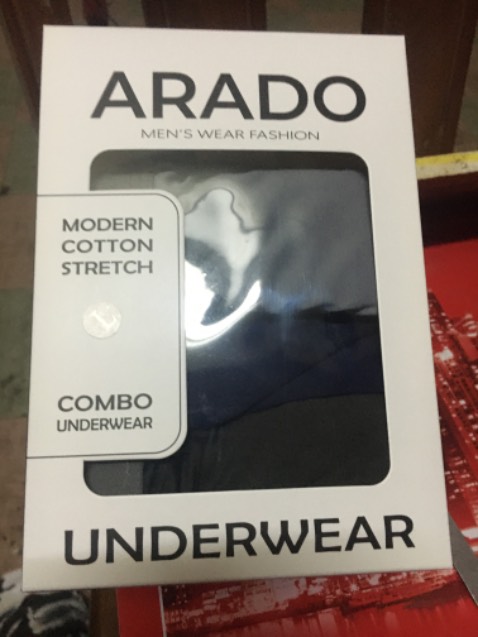 ARADO
MEN'S WEAR FASHION
MODERN
COTTON
STRETCH
COMBO
UNDERWEAR
UNDERWEAR